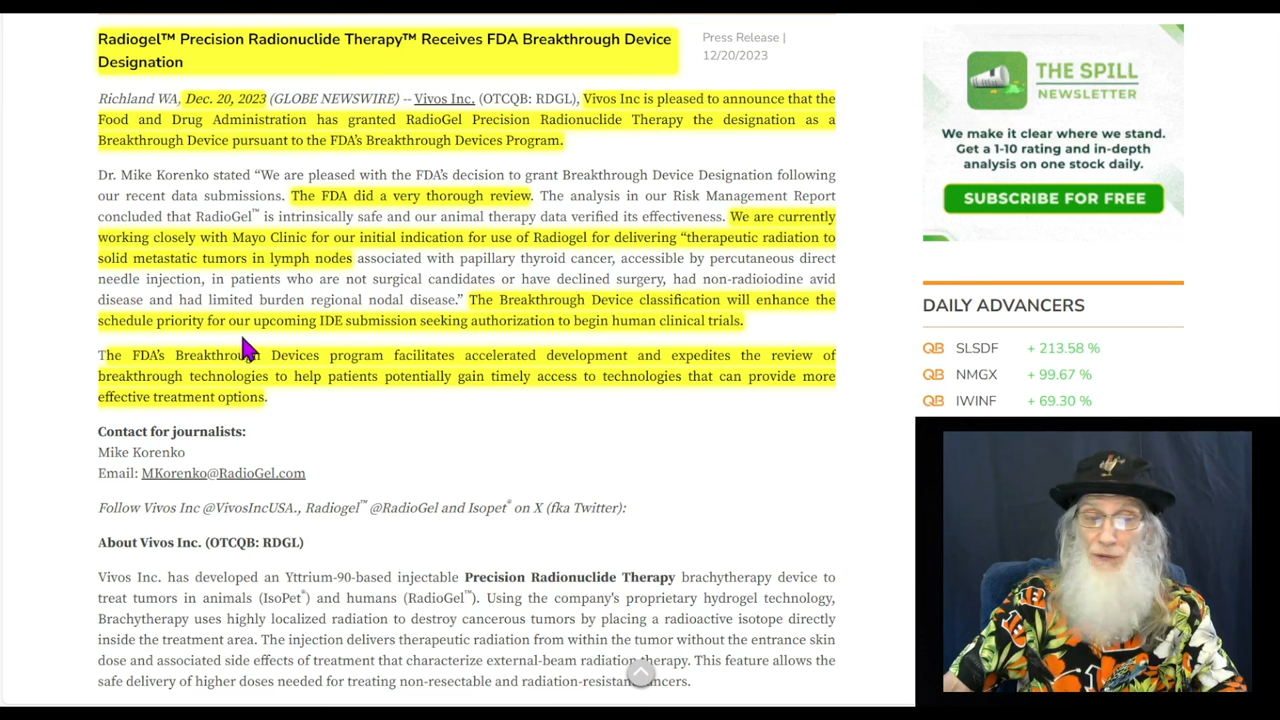 Radiogel™ Precision Radionuclide Therapy™ Receives FDA Breakthrough Device
Designation
Press Release |
12/20/2023
Richland WA, Dec. 20, 2023 (GLOBE NEWSWIRE) -- Vivos Inc. (OTCQB: RDGL), Vivos Inc is pleased to announce that the
Food and Drug Administration has granted RadioGel Precision Radionuclide Therapy the designation as a
Breakthrough Device pursuant to the FDA's Breakthrough Devices Program.
Dr. Mike Korenko stated “We are pleased with the FDA's decision to grant Breakthrough Device Designation following
our recent data submissions. The FDA did a very thorough review. The analysis in our Risk Management Report
concluded that RadioGel™ is intrinsically safe and our animal therapy data verified its effectiveness. We are currently
working closely with Mayo Clinic for our initial indication for use of Radiogel for delivering “therapeutic radiation to
solid metastatic tumors in lymph nodes associated with papillary thyroid cancer, accessible by percutaneous direct
needle injection, in patients who are not surgical candidates or have declined surgery, had non-radioiodine avid
disease and had limited burden regional nodal disease.” The Breakthrough Device classification will enhance the
schedule priority for our upcoming IDE submission seeking authorization to begin human clinical trials.
The FDA's Breakthrough Devices program facilitates accelerated development and expedites the review of
breakthrough technologies to help patients potentially gain timely access to technologies that can provide more
effective treatment options.
Contact for journalists:
Mike Korenko
Email: MKorenko@RadioGel.com
Follow Vivos Inc @VivosIncUSA., Radiogel™ @RadioGel and Isopet® on X (fka Twitter):
About Vivos Inc. (OTCQB: RDGL)
Vivos Inc. has developed an Yttrium-90-based injectable Precision Radionuclide Therapy brachytherapy device to
treat tumors in animals (IsoPet®) and humans (RadioGel™). Using the company's proprietary hydrogel technology,
Brachytherapy uses highly localized radiation to destroy cancerous tumors by placing a radioactive isotope directly
inside the treatment area. The injection delivers therapeutic radiation from within the tumor without the entrance skin
dose and associated side effects of treatment that characterize external-beam radiation therapy. This feature allows the
safe delivery of higher doses needed for treating non-resectable and radiation-resistant cancers.
THE SPILL
NEWSLETTER
We make it clear where we stand.
Get a 1-10 rating and in-depth
analysis on one stock daily.
SUBSCRIBE FOR FREE
DAILY ADVANCERS
QB SLSDF + 213.58 %
QB NMGX + 99.67 %
QB IWINF + 69.30 %